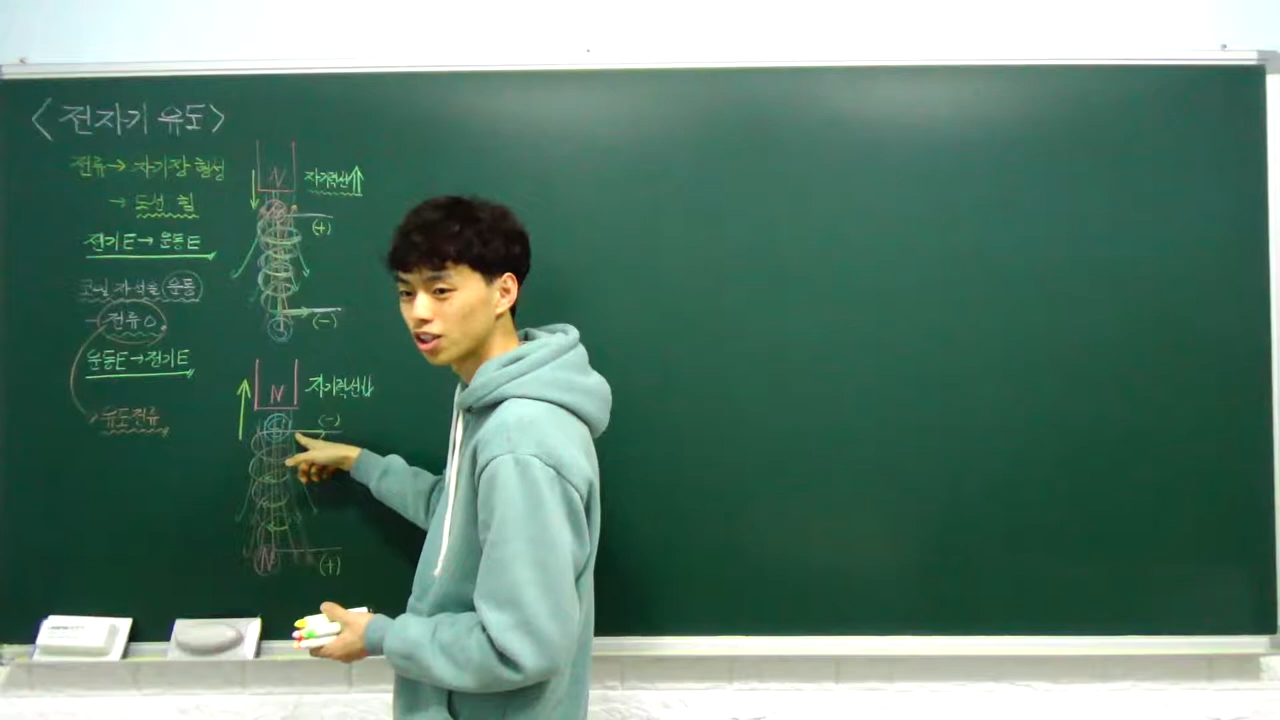 <전자기 유도>
전류→자기장 형성
→ 도선 힘
전기E→운동E
코일 자석을 운동
→ 전류O.
운동E→전기E
유도전류
N
자기력선⇑
(+)
(-)
S
N
자기력선⇓
(-)
S
N
(+)